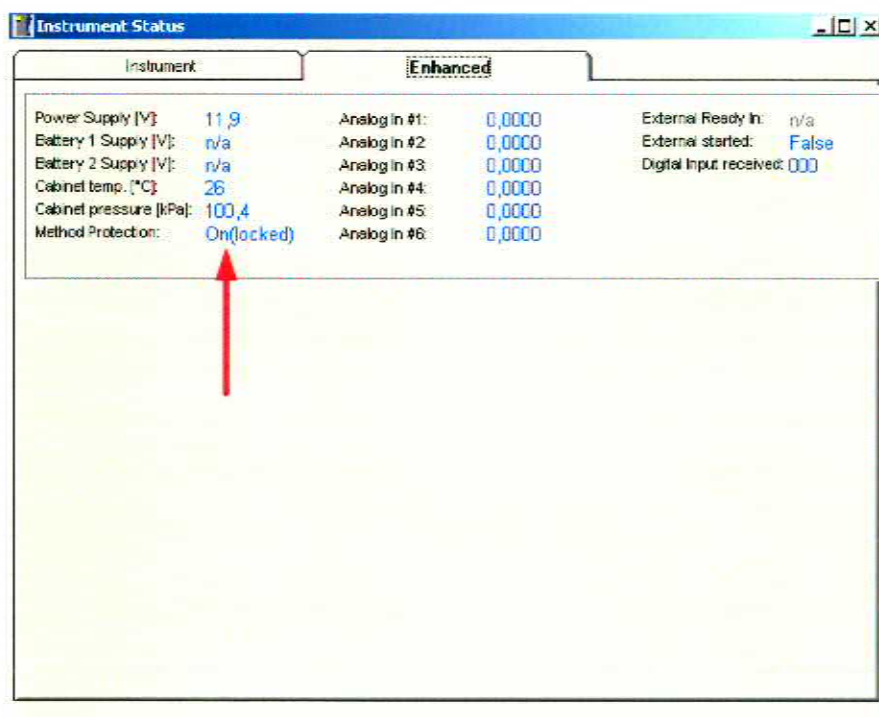 Instrument Status
Instrument
Enhanced
Power Supply [V]: 11,9
Battery 1 Supply [V]: n/a
Battery 2 Supply [V]: n/a
Cabinet temp. [°C]: 26
Cabinet pressure [kPa]: 100,4
Method Protection: On(locked)
Analog In #1: 0,0000
Analog In #2: 0,0000
Analog In #3: 0,0000
Analog In #4: 0,0000
Analog In #5: 0,0000
Analog In #6: 0,0000
External Ready In: n/a
External started: False
Digital Input received: 000